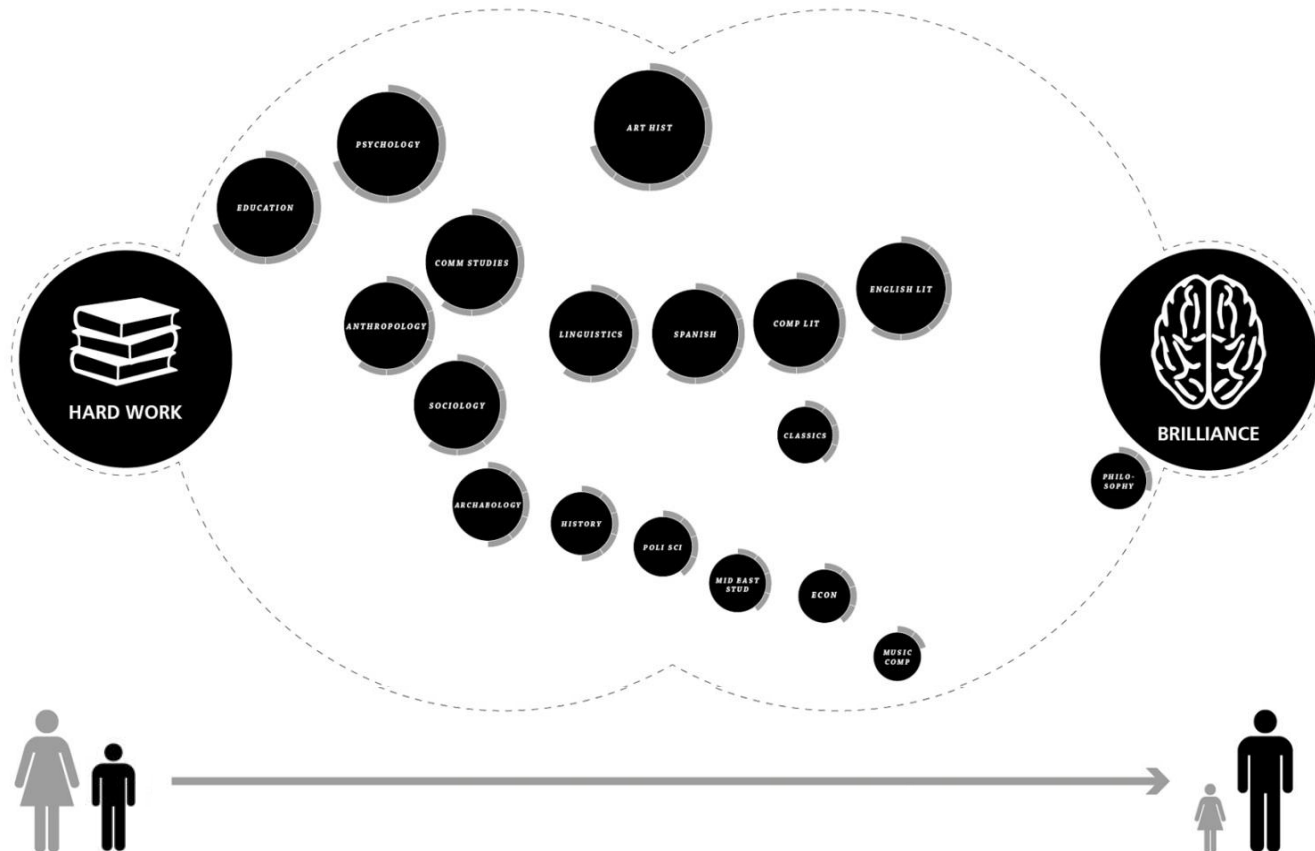 ART HIST
PSYCHOLOGY
EDUCATION
COMM STUDIES
ENGLISH LIT
ANTHROPOLOGY
LINGUISTICS
SPANISH
COMP LIT
HARD WORK
SOCIOLOGY
CLASSICS
BRILLIANCE
PHILO-
SOPHY
ARCHABOLOGY
HISTORY
POLI SCI
MID EAST
STUD
ECON
MUSIC
COMP